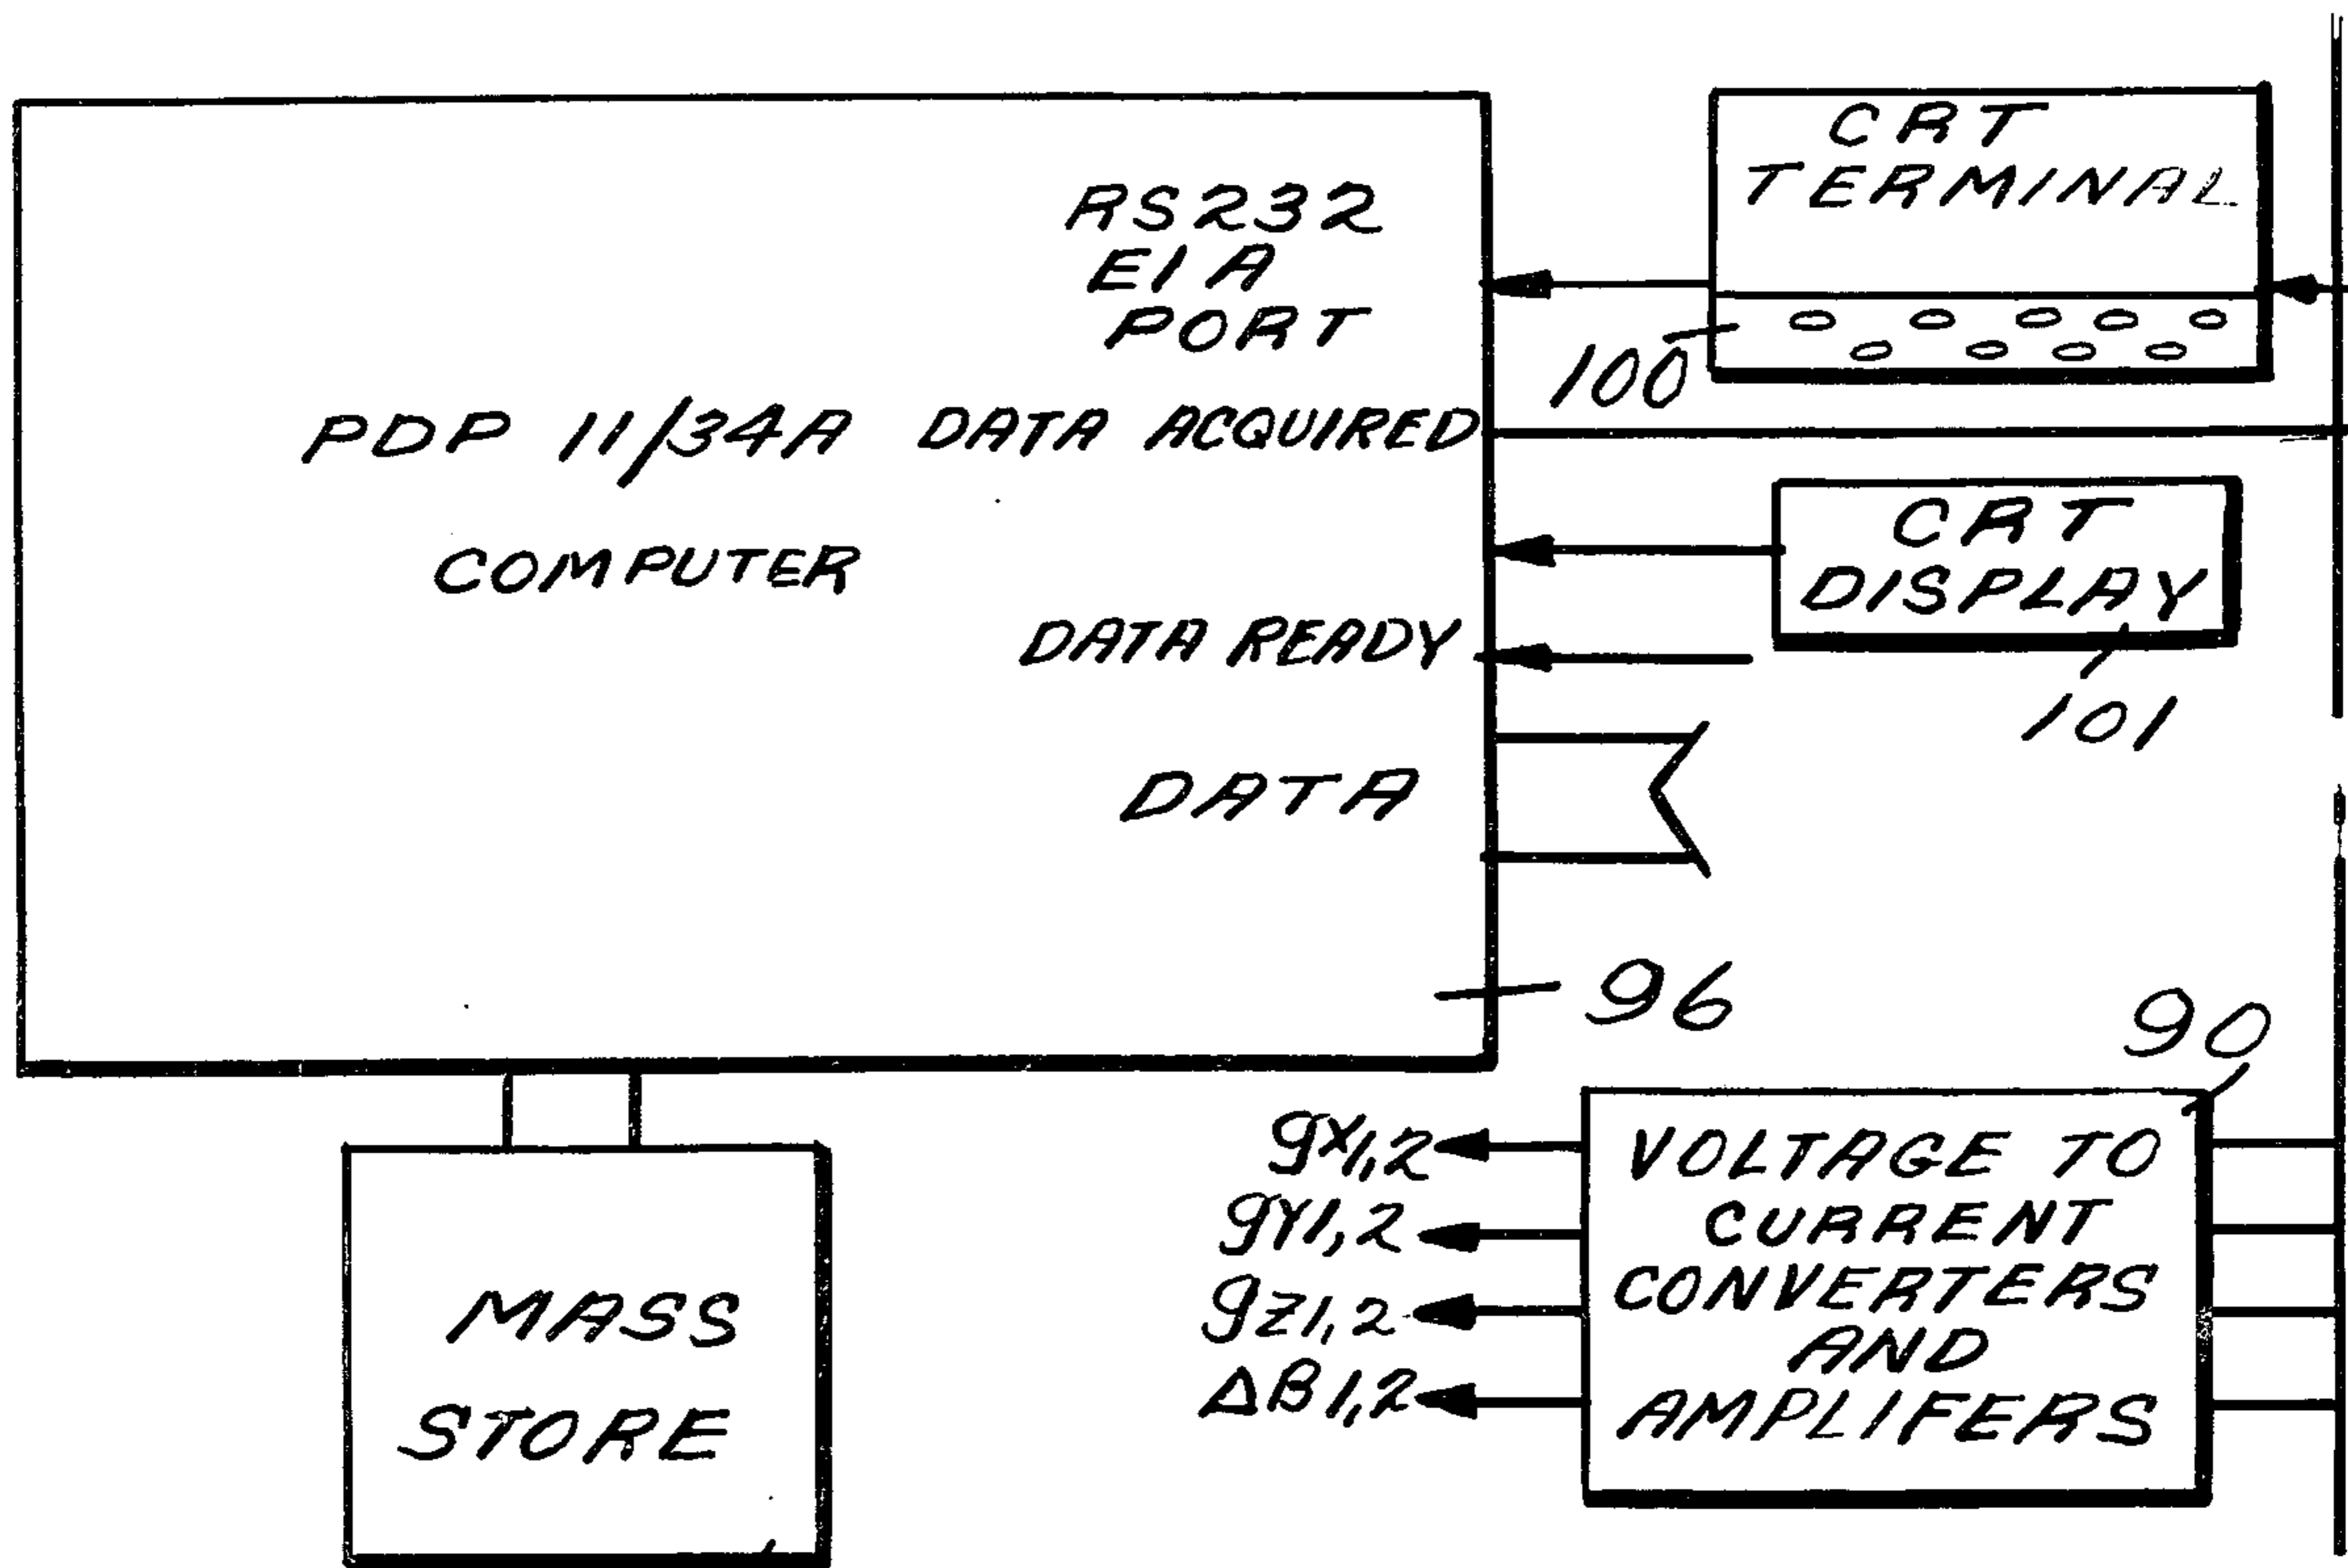 RS232
EIA
PORT
PDP 11/34A
COMPUTER
DATA ACQUIRED
DATA READY
DATA
CRT
TERMINAL
100
CRT
DISPLAY
101
96
90
MASS
STORE
gX1,2
gY1,2
gZ1,2
ΔB1,2
VOLTAGE TO
CURRENT
CONVERTERS
AND
AMPLIFERS